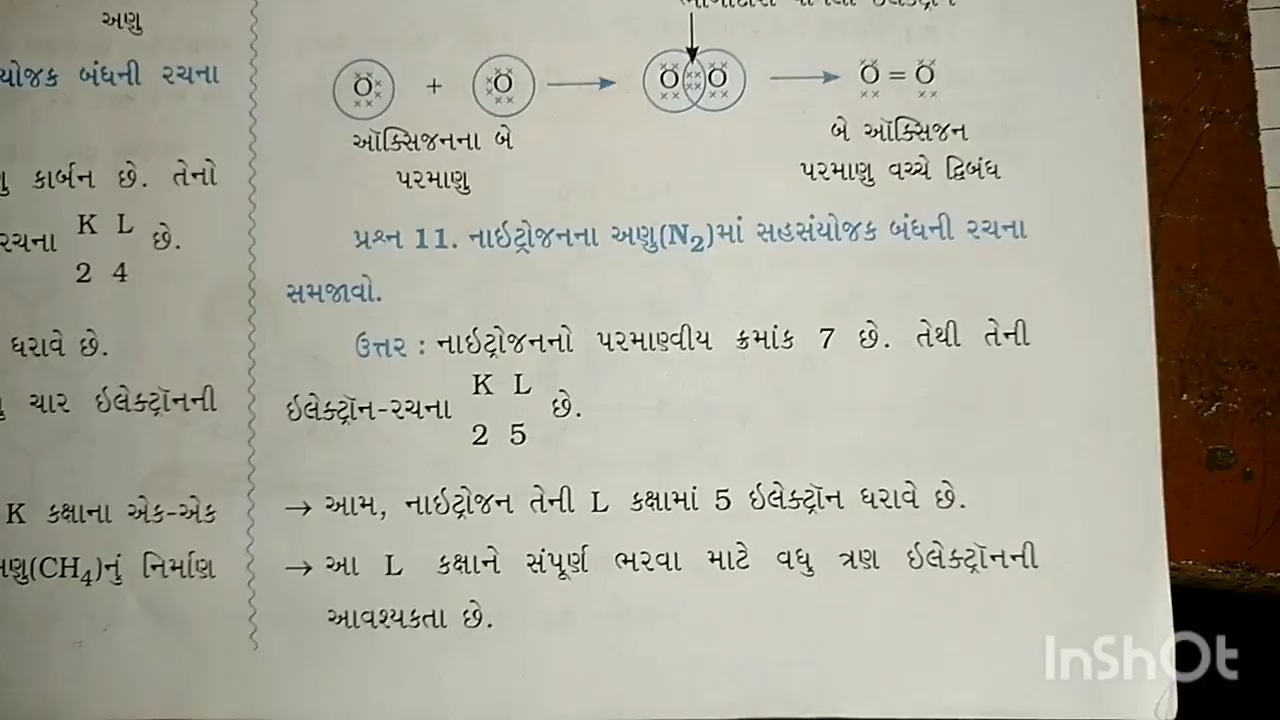 અણુ
બંધની રચના
કાર્બન છે. તેનો
રચના K L છે.
2 4
ધરાવે છે.
ચાર ઇલેક્ટ્રૉનની
K કક્ષાના એક-એક
(CH₄)નું નિર્માણ
O + O → O O → O = O
ઑક્સિજનના બે
પરમાણુ
બે ઑક્સિજન
પરમાણુ વચ્ચે દ્વિબંધ
પ્રશ્ન 11. નાઇટ્રોજનના અણુ(N₂)માં સહસંયોજક બંધની રચના
સમજાવો.
ઉત્તર : નાઇટ્રોજનનો પરમાણ્વીય ક્રમાંક 7 છે. તેથી તેની
ઇલેક્ટ્રૉન-રચના K L છે.
2 5
→ આમ, નાઇટ્રોજન તેની L કક્ષામાં 5 ઇલેક્ટ્રૉન ધરાવે છે.
→ આ L કક્ષાને સંપૂર્ણ ભરવા માટે વધુ ત્રણ ઇલેક્ટ્રૉનની
આવશ્યકતા છે.
InShOt